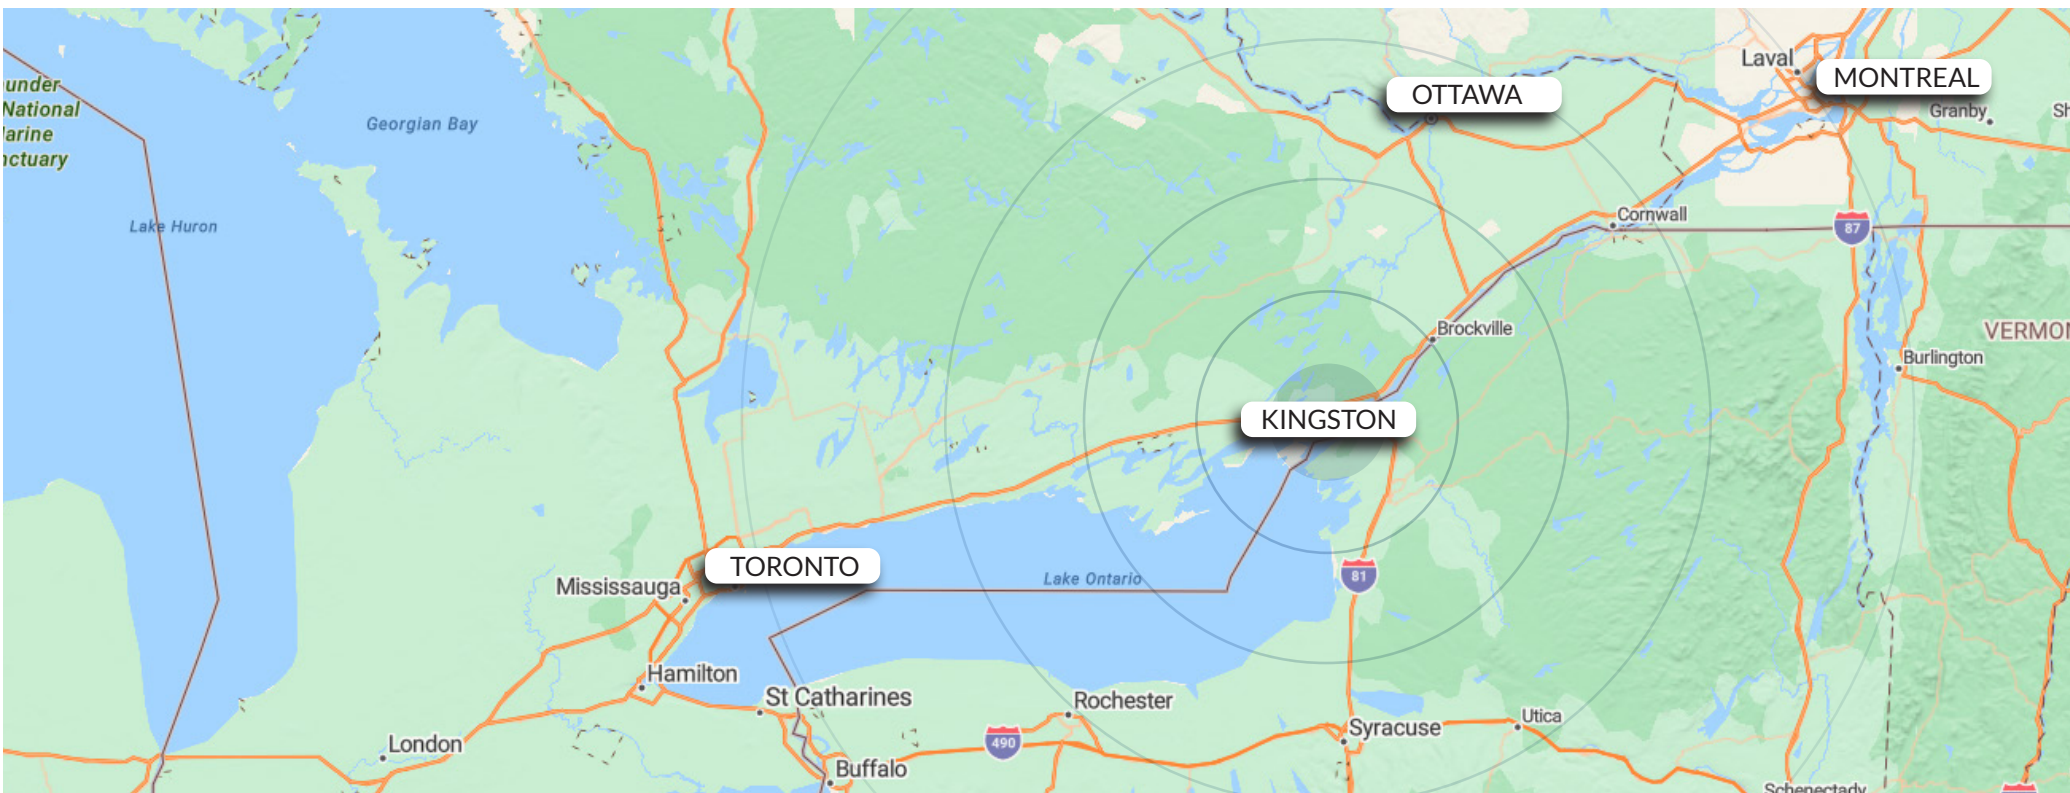 Laval
MONTREAL
OTTAWA
under
National
arine
nctuary
Georgian Bay
Granby
Sh
Lake Huron
Cornwall
87
Brockville
VERMON
Burlington
KINGSTON
TORONTO
Mississauga
Lake Ontario
81
Hamilton
St Catharines
Rochester
Syracuse
Utica
London
490
Buffalo
Schenectady